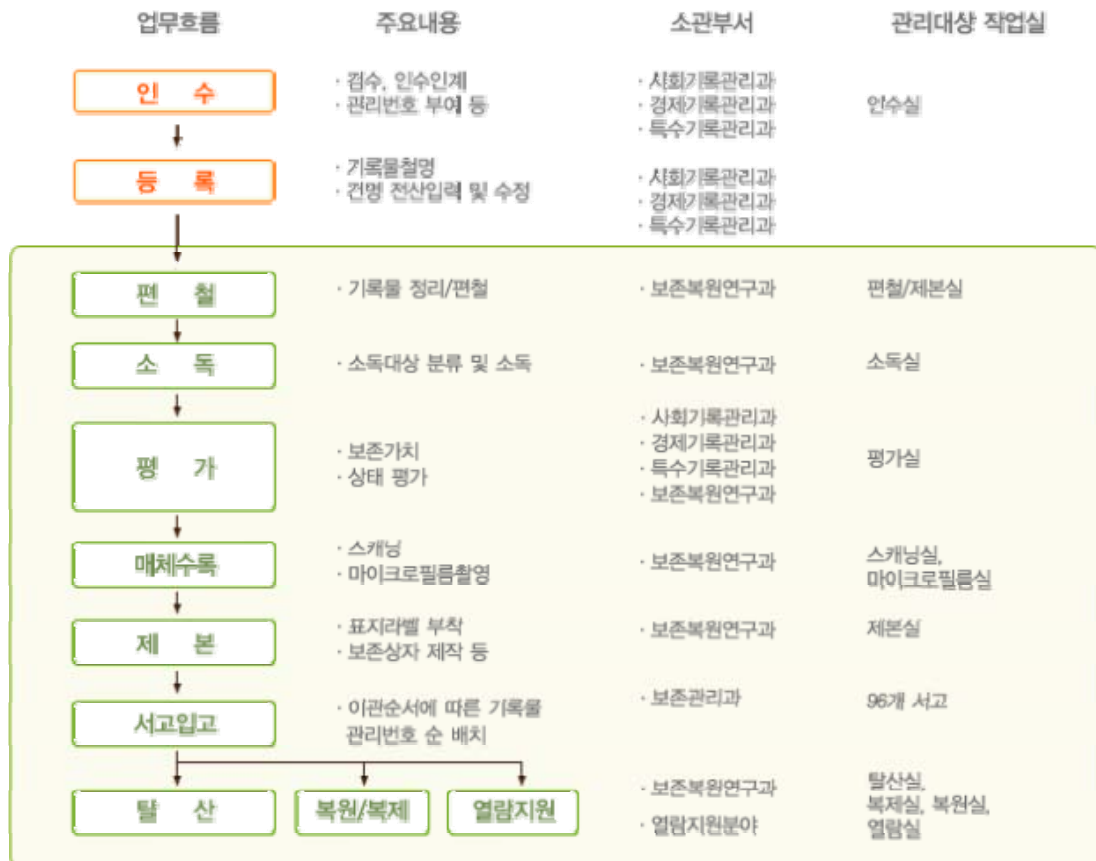 업무흐름 주요내용 소관부서 관리대상 작업실
인 수
· 검수, 인수인계
· 관리번호 부여 등
· 사회기록관리과
· 경제기록관리과
· 특수기록관리과
인수실
등 록
· 기록물철명
· 건명 전산입력 및 수정
· 사회기록관리과
· 경제기록관리과
· 특수기록관리과
편 철
· 기록물 정리/편철
· 보존복원연구과
편철/제본실
소 독
· 소독대상 분류 및 소독
· 보존복원연구과
소독실
평 가
· 보존가치
· 상태 평가
· 사회기록관리과
· 경제기록관리과
· 특수기록관리과
· 보존복원연구과
평가실
매체수록
· 스캐닝
· 마이크로필름촬영
· 보존복원연구과
스캐닝실,
마이크로필름실
제 본
· 표지라벨 부착
· 보존상자 제작 등
· 보존복원연구과
제본실
서고입고
· 이관순서에 따른 기록물
관리번호 순 배치
· 보존관리과
96개 서고
탈 산
복원/복제
열람지원
· 보존복원연구과
· 열람지원분야
탈산실,
복제실, 복원실,
열람실